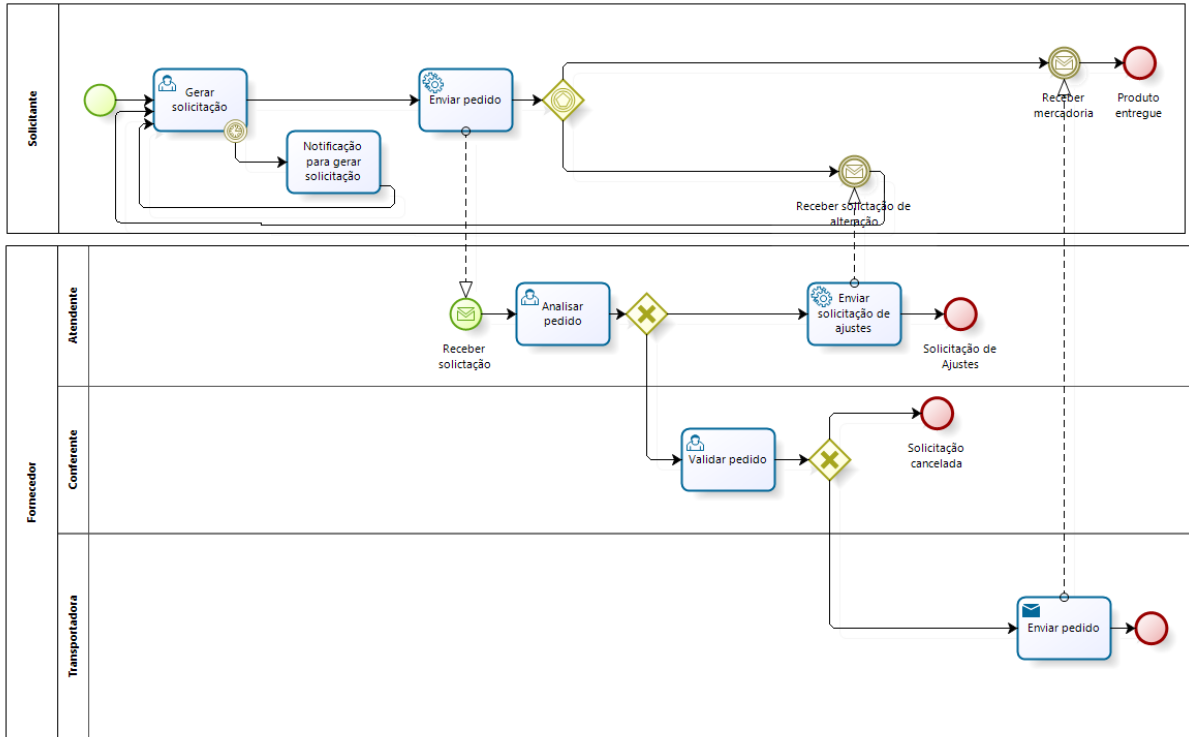 Solicitante
Gerar
solicitação
Notificação
para gerar
solicitação
Enviar pedido
Receber solictação de
alteração
Receber
mercadoria
Produto
entregue
Fornecedor
Atendente
Receber
solictação
Analisar
pedido
Enviar
solicitação de
ajustes
Solicitação de
Ajustes
Conferente
Validar pedido
Solicitação
cancelada
Transportadora
Enviar pedido